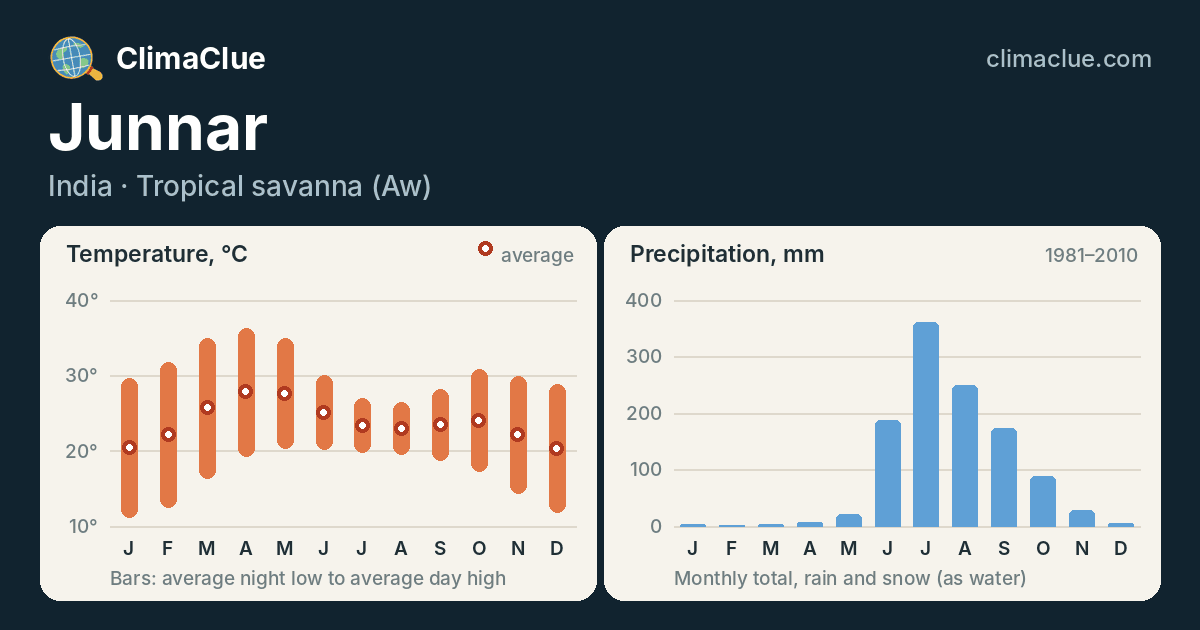 ClimaClue
climaclue.com
Junnar
India · Tropical savanna (Aw)
Temperature, °C
average
40°
30°
20°
10°
J F M A M J J A S O N D
Bars: average night low to average day high
Precipitation, mm
1981–2010
400
300
200
100
0
J F M A M J J A S O N D
Monthly total, rain and snow (as water)